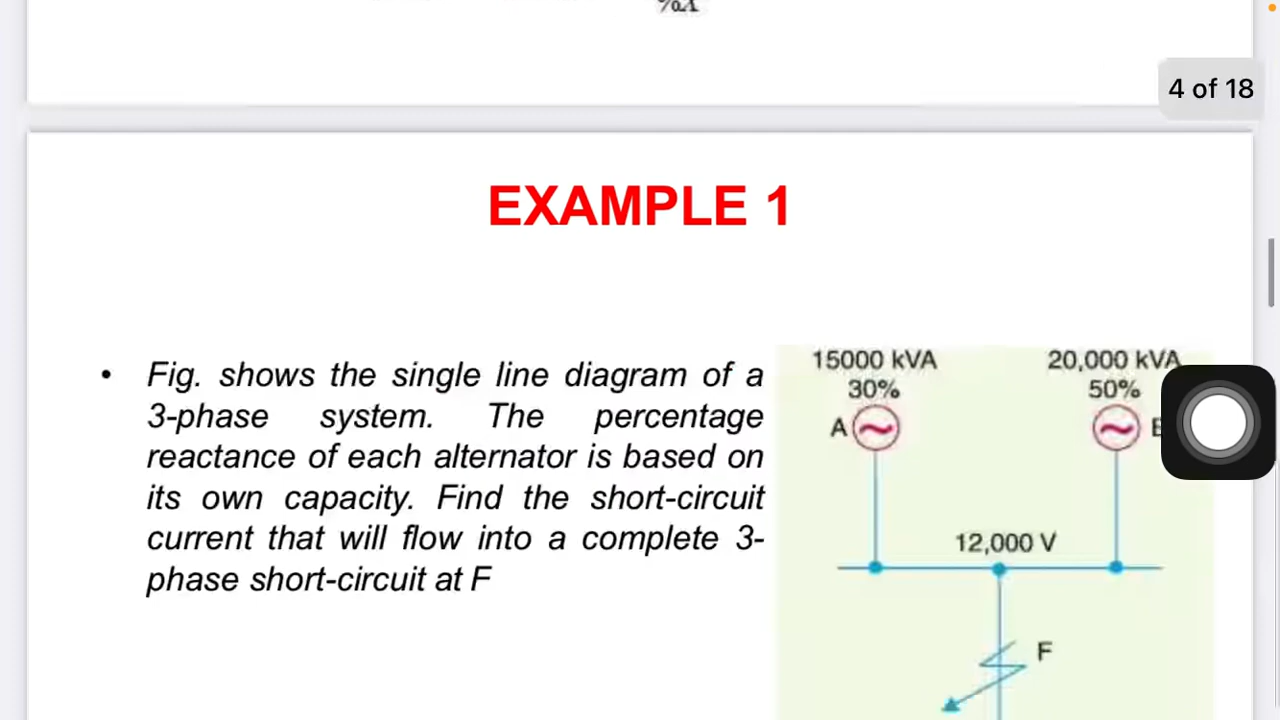 %X
4 of 18
EXAMPLE 1
• Fig. shows the single line diagram of a
3-phase system. The percentage
reactance of each alternator is based on
its own capacity. Find the short-circuit
current that will flow into a complete 3-
phase short-circuit at F
15000 kVA
30%
A
20,000 kVA
50%
12,000 V
F